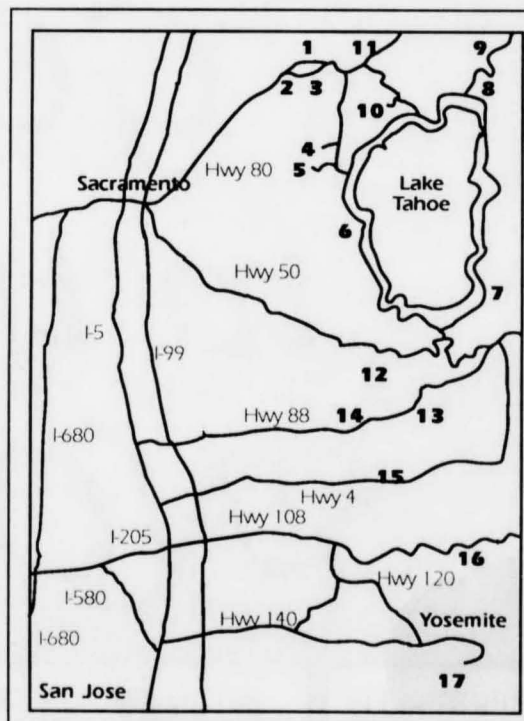 1 11 9
2 3 8
10
4
Sacramento Hwy 80 5 Lake
Tahoe
6
Hwy 50
7
I-5
I-99
12
I-680 Hwy 88 14 13
15
Hwy 4
I-205 Hwy 108
16
I-580 Hwy 120
I-680 Hwy 140 Yosemite
San Jose 17